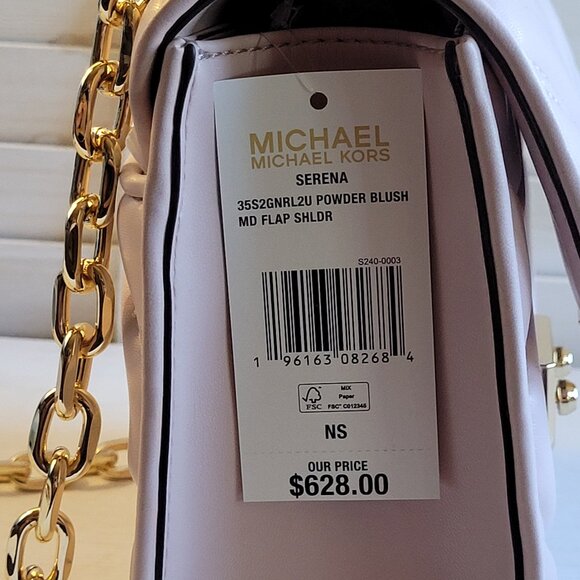 MICHAEL
MICHAEL KORS
SERENA
35S2GNRL2U POWDER BLUSH
MD FLAP SHLDR
S240-0003
1 96163 08268 4
FSC
MIX
Paper
FSC® C012345
NS
OUR PRICE
$628.00